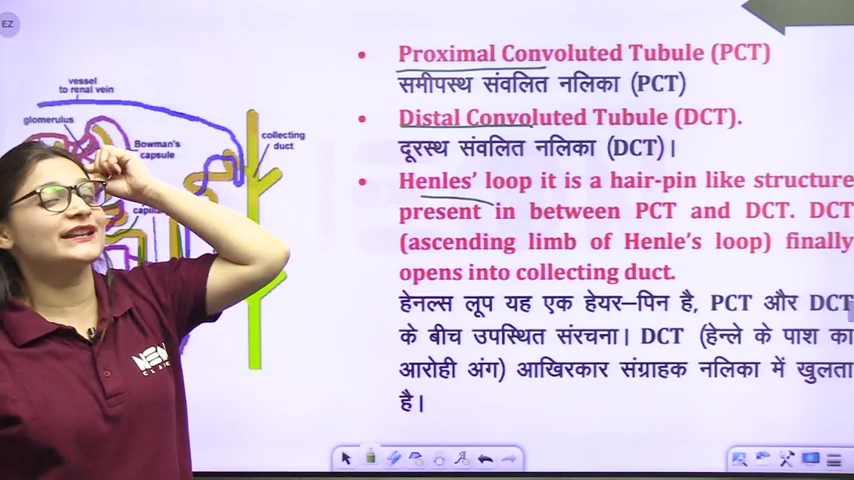 EZ
vessel
to renal vein
glomerulus
Bowman's
capsule
collecting
duct
• Proximal Convoluted Tubule (PCT)
समीपस्थ संवलित नलिका (PCT)
• Distal Convoluted Tubule (DCT).
दूरस्थ संवलित नलिका (DCT)।
• Henles' loop it is a hair-pin like structure
present in between PCT and DCT. DCT
(ascending limb of Henle's loop) finally
opens into collecting duct.
हेनल्स लूप यह एक हेयर–पिन है, PCT और DCT
के बीच उपस्थित संरचना। DCT (हेन्ले के पाश का
आरोही अंग) आखिरकार संग्राहक नलिका में खुलता
है।